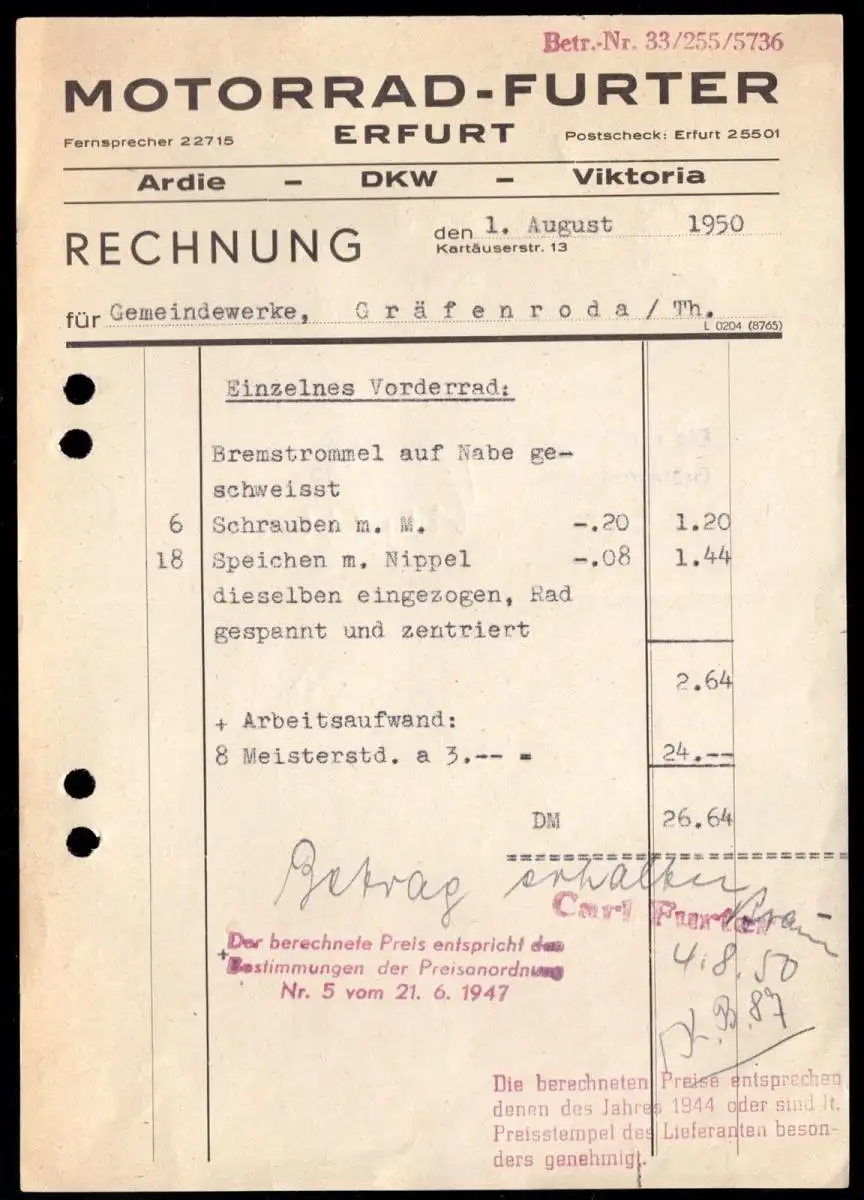 Betr.-Nr. 33/255/5736
MOTORRAD-FURTER
Fernsprecher 22715 ERFURT Postscheck: Erfurt 25501
Ardie – DKW – Viktoria
RECHNUNG den 1. August 1950
Kartäuserstr. 13
für Gemeindewerke, Gräfenroda/Th.
L 0204 (8765)
Einzelnes Vorderrad:
Bremstrommel auf Nabe ge-
schweisst
6 Schrauben m. M. -.20 1.20
18 Speichen m. Nippel -.08 1.44
dieselben eingezogen, Rad
gespannt und zentriert
2.64
+ Arbeitsaufwand:
8 Meisterstd. a 3.-- = 24.--
DM 26.64
Betrag erhalten
Carl Furter
4.8.50
K.B. 87
+ Der berechnete Preis entspricht den
Bestimmungen der Preisanordnung
Nr. 5 vom 21. 6. 1947
Die berechneten Preise entsprechen
denen des Jahres 1944 oder sind lt.
Preisstempel des Lieferanten beson-
ders genehmigt.